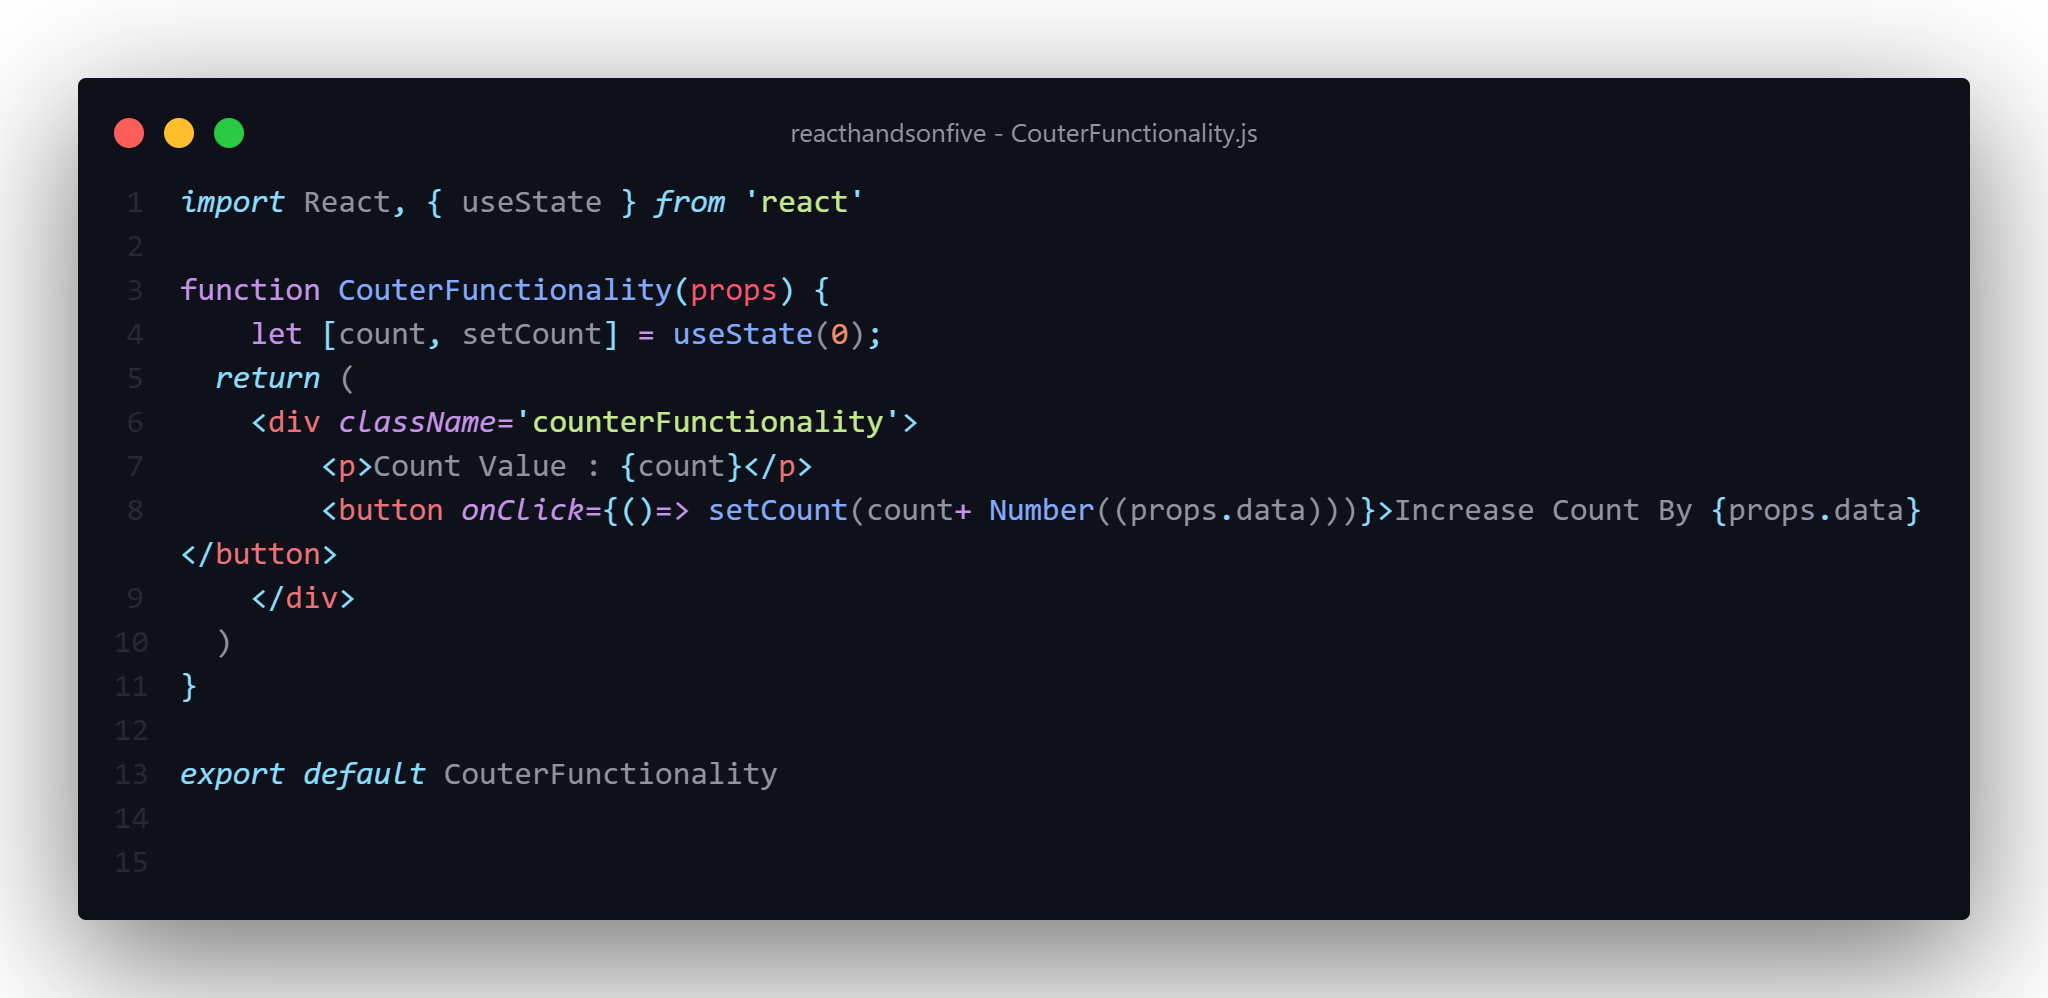 reacthandsonfive - CouterFunctionality.js
1 import React, { useState } from 'react'
2
3 function CouterFunctionality(props) {
4     let [count, setCount] = useState(0);
5   return (
6     <div className='counterFunctionality'>
7         <p>Count Value : {count}</p>
8         <button onClick={()=> setCount(count+ Number((props.data)))}>Increase Count By {props.data}
</button>
9     </div>
10   )
11 }
12
13 export default CouterFunctionality
14
15